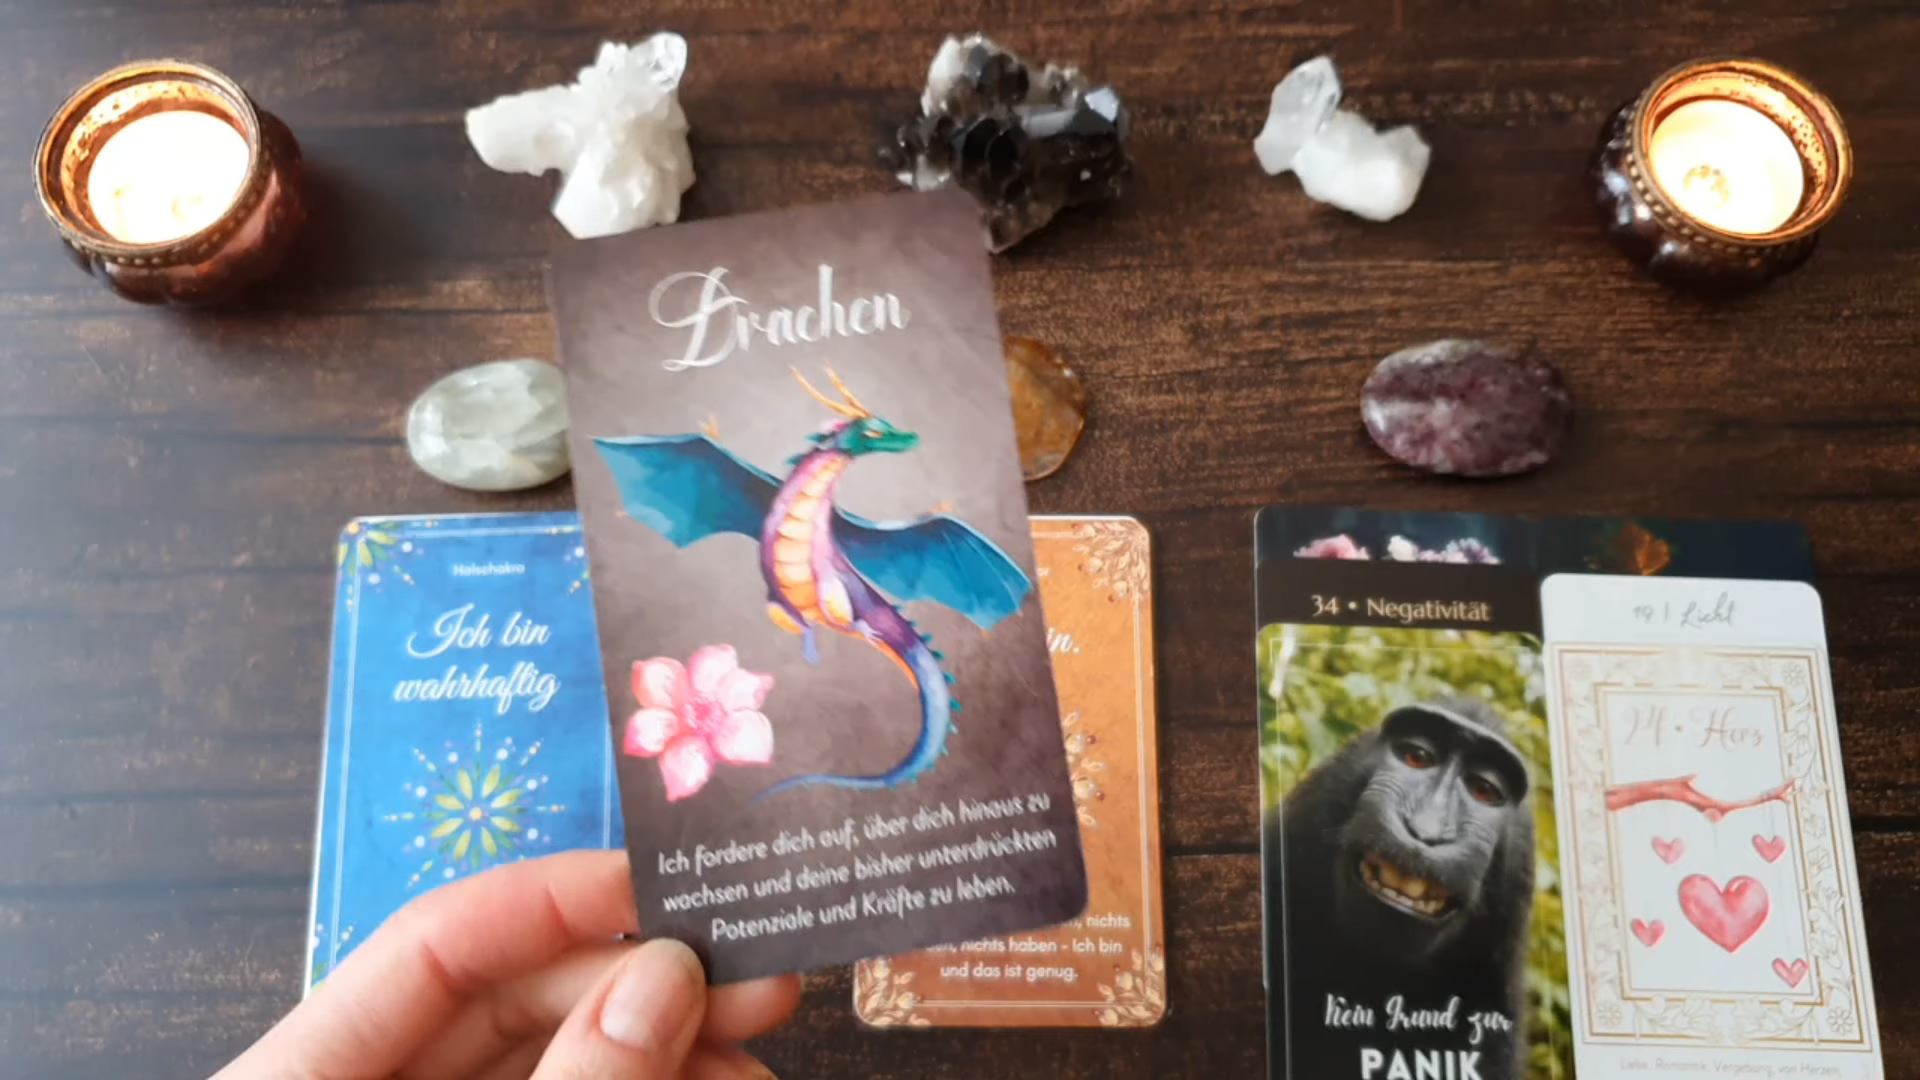 Drachen
Ich fordere dich auf, über dich hinaus zu
wachsen und deine bisher unterdrückten
Potenziale und Kräfte zu leben.
Halschakra
Ich bin
wahrhaftig
in.
nichts
nichts haben - Ich bin
und das ist genug.
34 • Negativität
Kein Grund zur
PANIK
19 | Licht
24 • Herz
Liebe, Romantik, Vergebung, von Herzen,